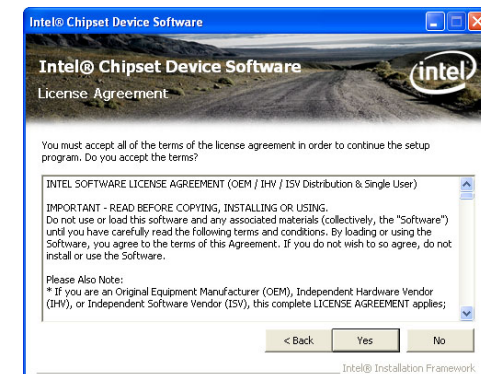 Intel® Chipset Device Software
Intel® Chipset Device Software
intel
License Agreement
You must accept all of the terms of the license agreement in order to continue the setup
program. Do you accept the terms?
INTEL SOFTWARE LICENSE AGREEMENT (OEM / IHV / ISV Distribution & Single User)
IMPORTANT - READ BEFORE COPYING, INSTALLING OR USING.
Do not use or load this software and any associated materials (collectively, the "Software")
until you have carefully read the following terms and conditions. By loading or using the
Software, you agree to the terms of this Agreement. If you do not wish to so agree, do not
install or use the Software.
Please Also Note:
* If you are an Original Equipment Manufacturer (OEM), Independent Hardware Vendor
(IHV), or Independent Software Vendor (ISV), this complete LICENSE AGREEMENT applies;
< Back Yes No
Intel® Installation Framework